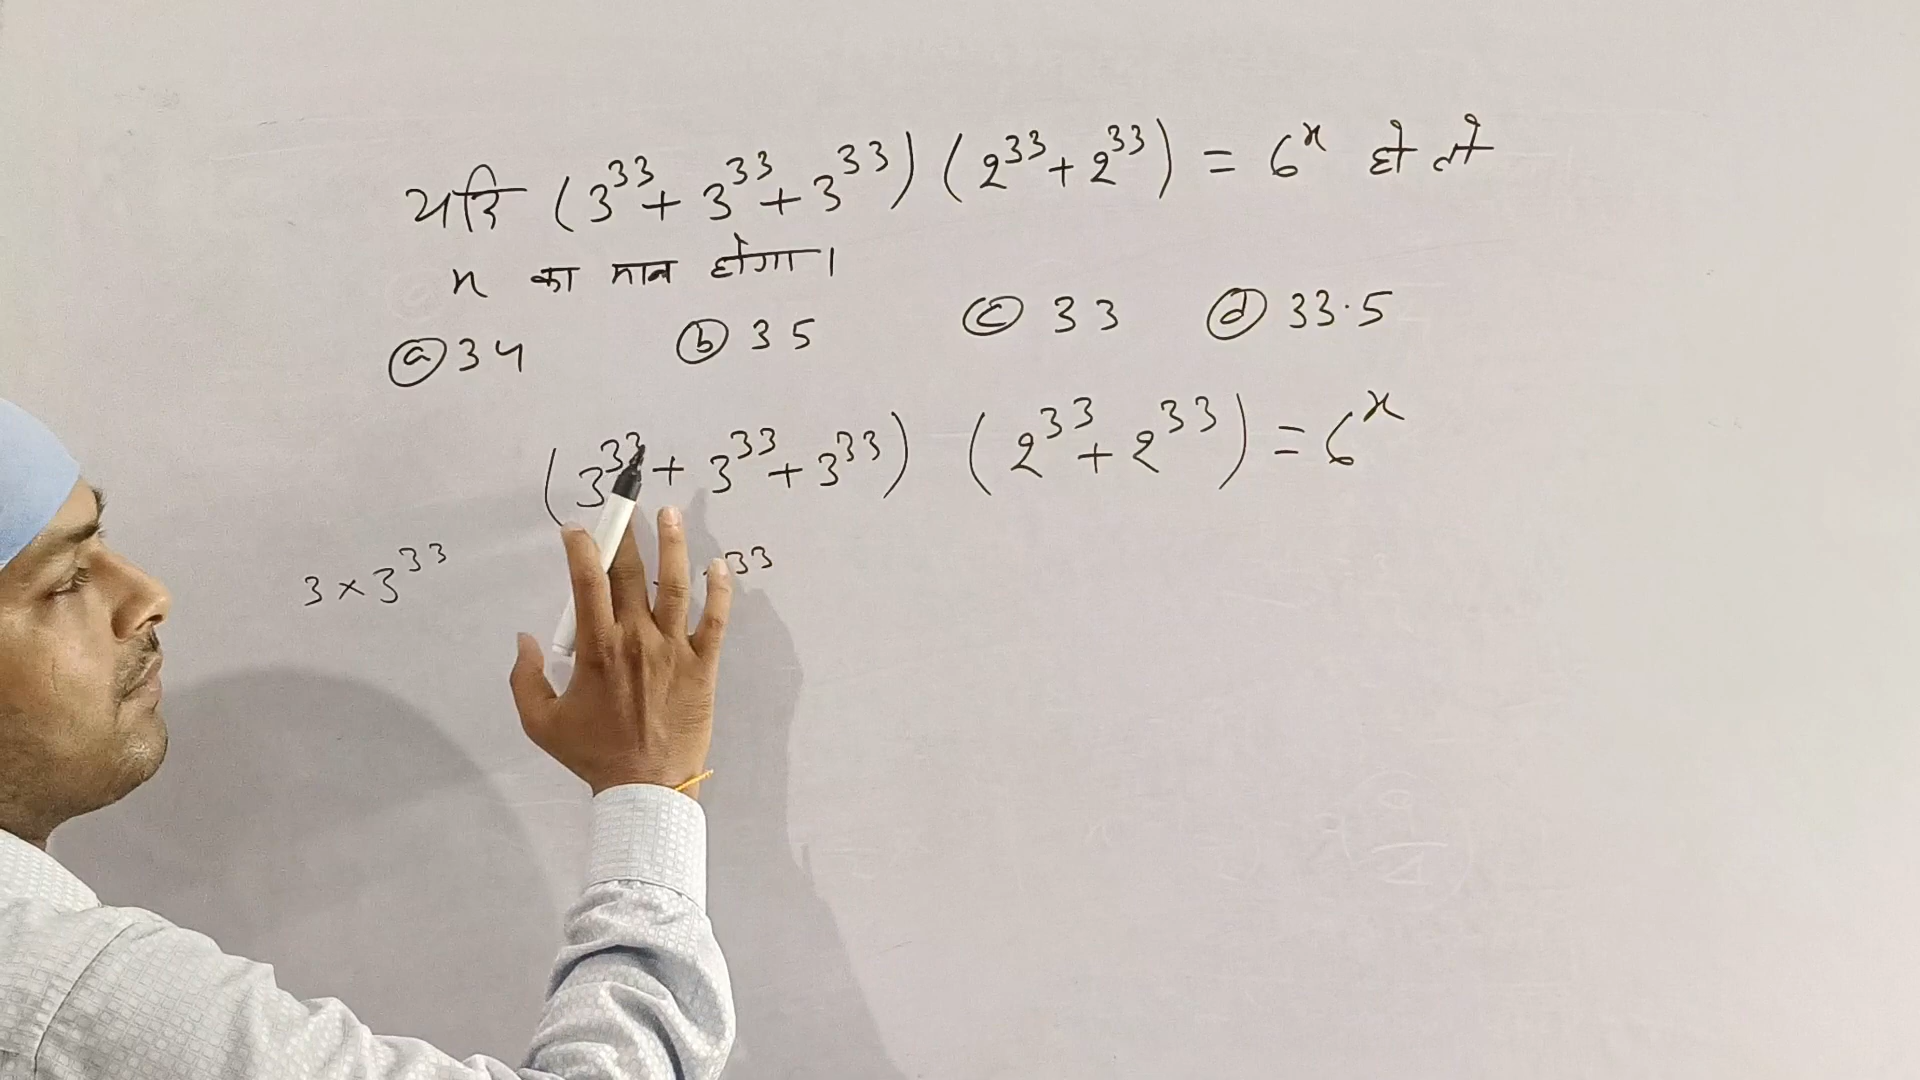 यदि (3³³ + 3³³ + 3³³) (2³³ + 2³³) = 6ˣ हो तो
x का मान होगा।
ⓐ 34 ⓑ 35 ⓒ 33 ⓓ 33.5
(3³³ + 3³³ + 3³³) (2³³ + 2³³) = 6ˣ
3 × 3³³ ³³